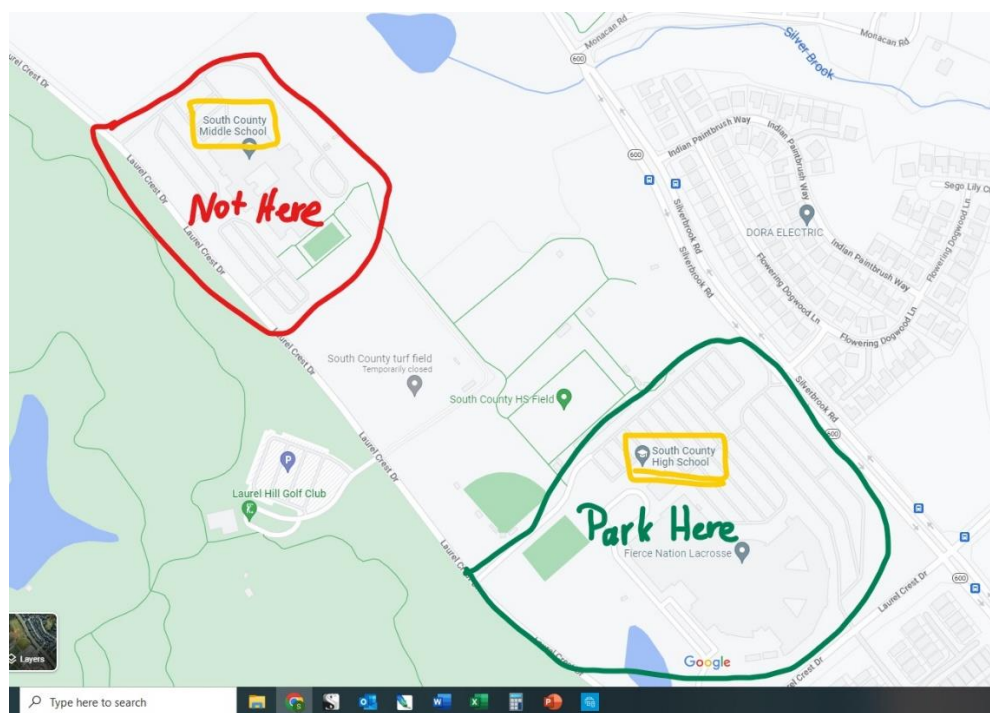 Monacan Rd
Monacan Rd
Silver Brook
600
Laurel Crest Dr
South County
Middle School
Indian Paintbrush Way
Indian Paintbrush Way
600
Laurel Crest Dr
Not Here
Sego Lily
DORA ELECTRIC
Silverbrook Rd
Silverbrook Rd
Flowering Dogwood Ln
Indian Paintbrush Way
Laurel Crest Dr
Flowering Dogwood Ln
Flowering Dogwood Ln
Laurel Crest Dr
South County turf field
Temporarily closed
Silverbrook Rd
South County HS Field
600
South County
High School
P
Laurel Hill Golf Club
Park Here
Fierce Nation Lacrosse
Laurel
600
Laurel Crest Dr
Laurel Crest Dr
Layers
Google
Laurel Crest Dr
Type here to search